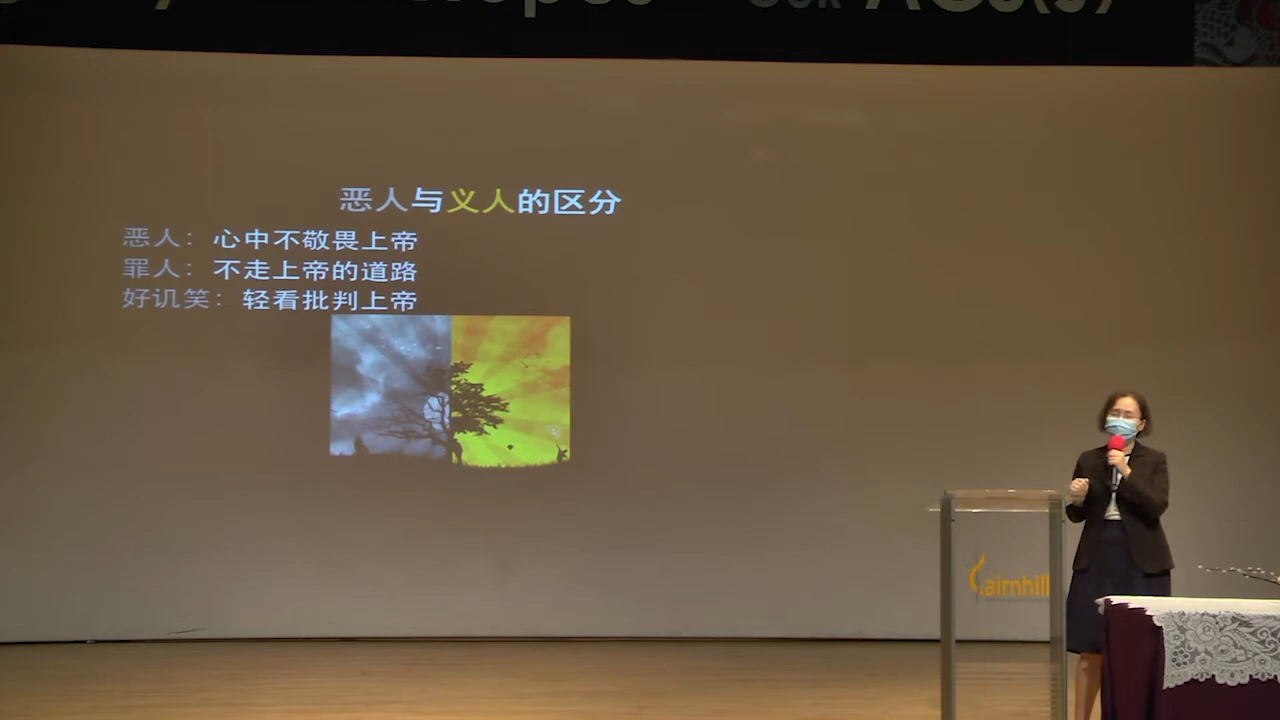 恶人与义人的区分
恶人：心中不敬畏上帝
罪人：不走上帝的道路
好讥笑：轻看批判上帝
airnhill